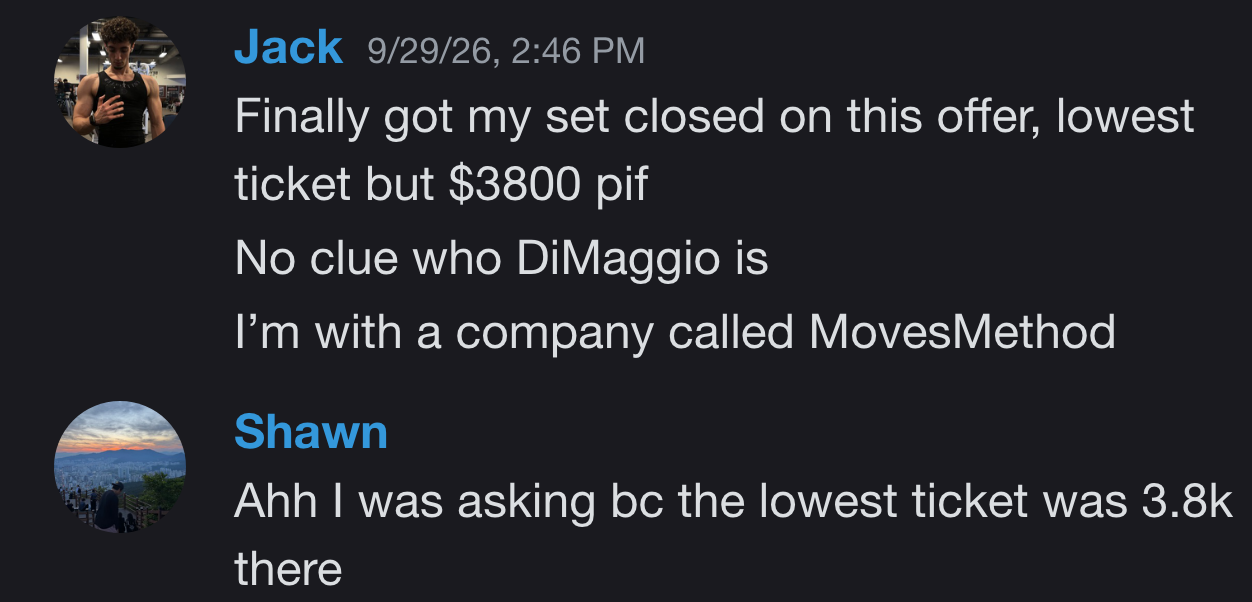 Jack 9/29/26, 2:46 PM
Finally got my set closed on this offer, lowest
ticket but $3800 pif
No clue who DiMaggio is
I’m with a company called MovesMethod
Shawn
Ahh I was asking bc the lowest ticket was 3.8k
there